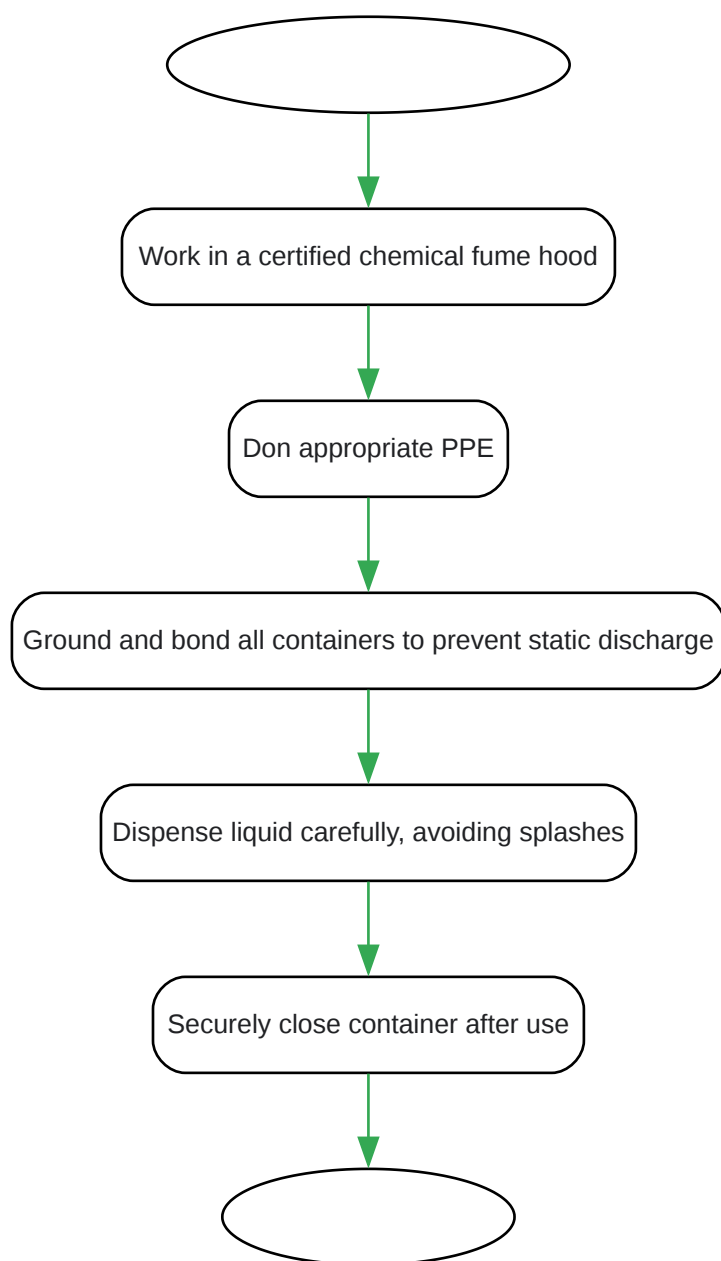 Work in a certified chemical fume hood
Don appropriate PPE
Ground and bond all containers to prevent static discharge
Dispense liquid carefully, avoiding splashes
Securely close container after use